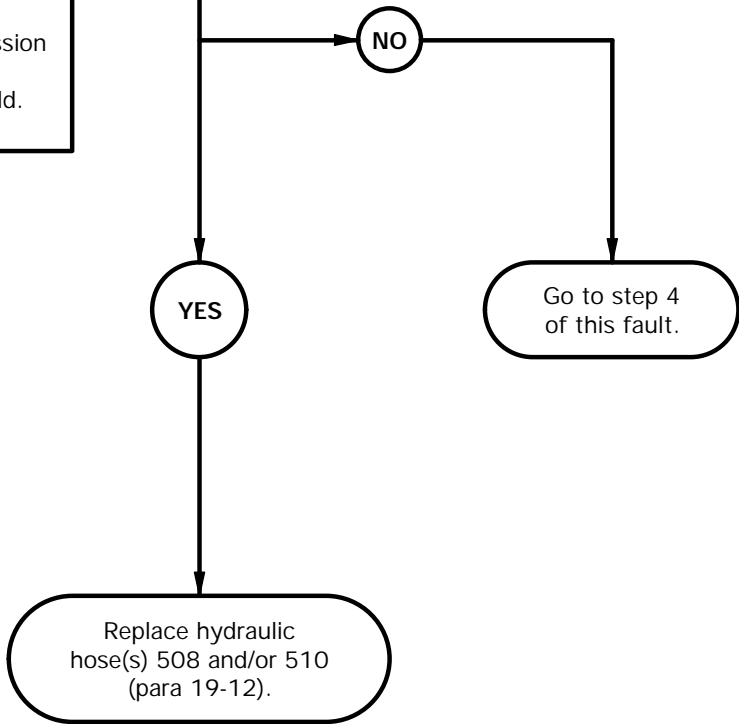 ssion
ld.
NO
YES
Go to step 4
of this fault.
Replace hydraulic
hose(s) 508 and/or 510
(para 19-12).